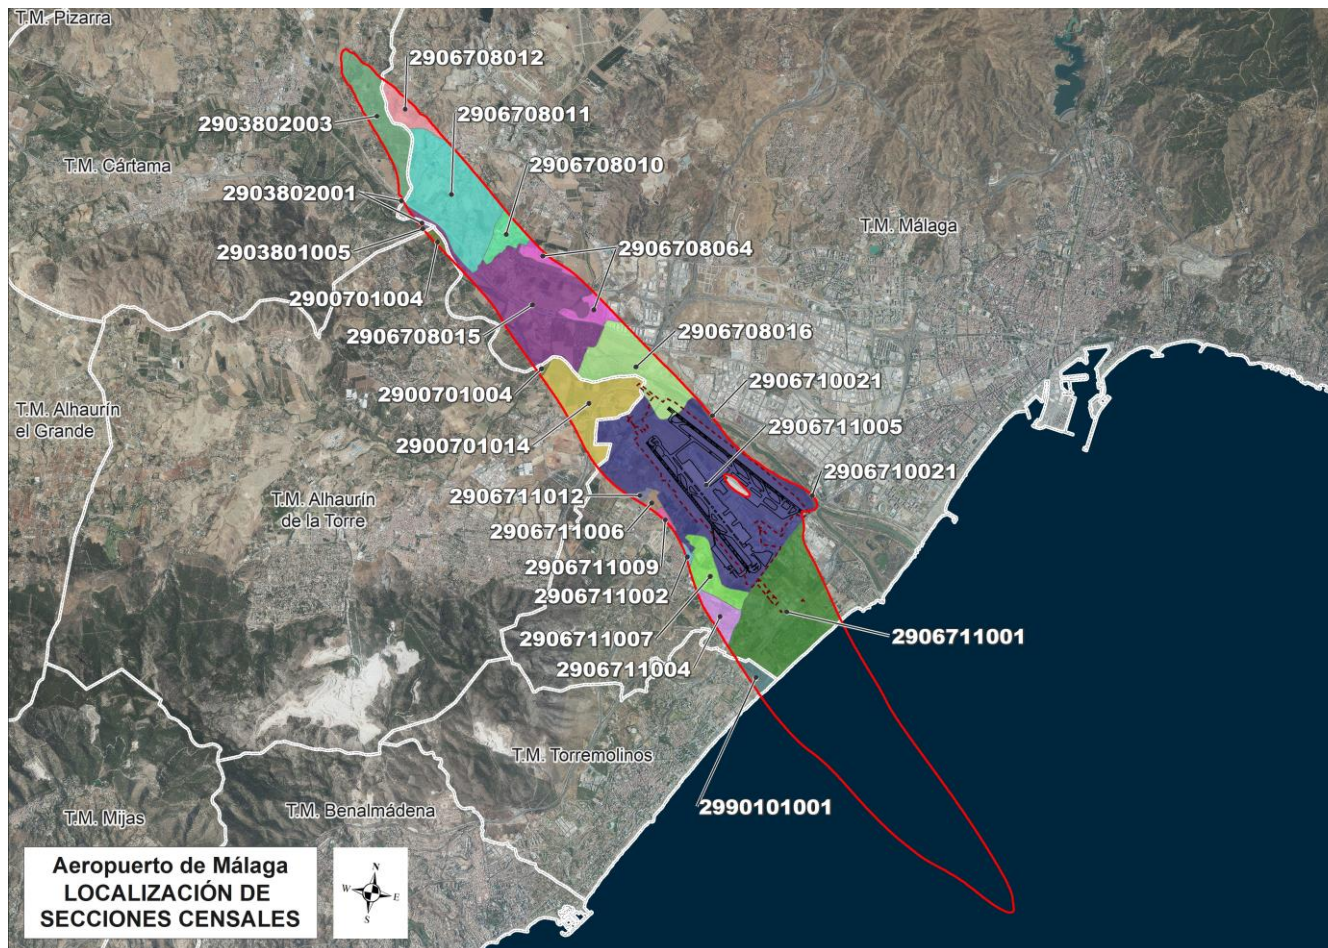 T.M. Pizarra
2906708012
2906708011
2903802003
T.M. Cártama
2906708010
2903802001
T.M. Málaga
2903801005
2906708064
2900701004
2906708015
2906708016
2900701004
2906710021
T.M. Alhaurín
el Grande
2900701014
2906711005
2906710021
2906711012
T.M. Alhaurín
de la Torre
2906711006
2906711009
2906711002
2906711007
2906711001
2906711004
T.M. Torremolinos
2990101001
T.M. Mijas
T.M. Benalmádena
Aeropuerto de Málaga
LOCALIZACIÓN DE
SECCIONES CENSALES
N
W
E
S